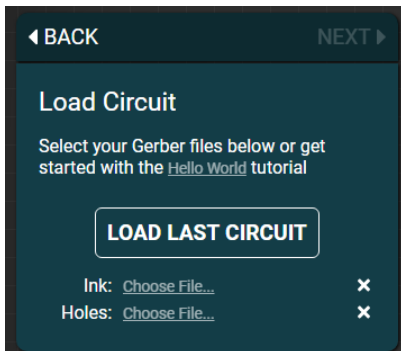 BACK NEXT
Load Circuit
Select your Gerber files below or get
started with the Hello World tutorial
LOAD LAST CIRCUIT
Ink: Choose File...
Holes: Choose File...